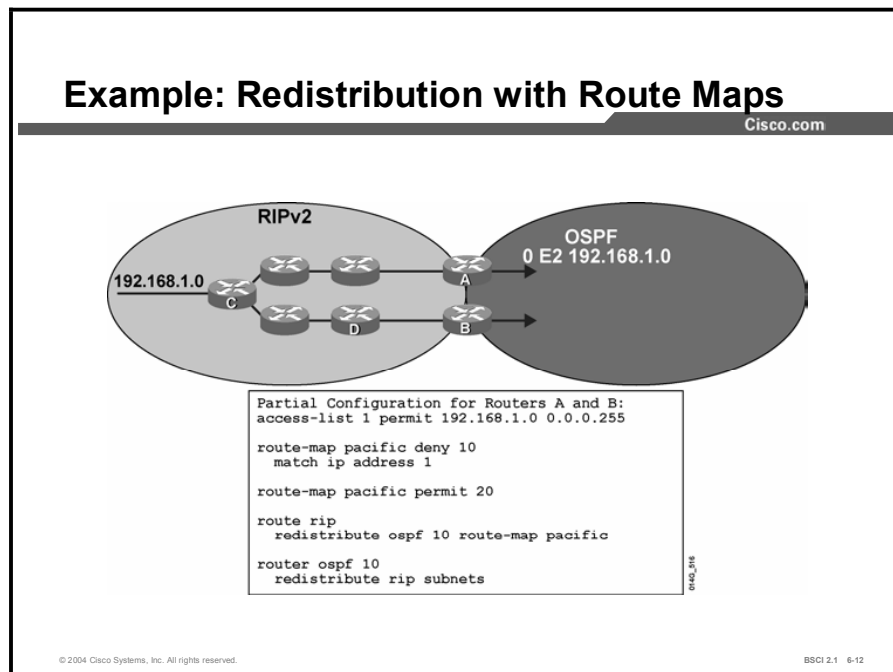 Example: Redistribution with Route Maps
Cisco.com
RIPv2
OSPF
0 E2 192.168.1.0
192.168.1.0
A
C
D
B
Partial Configuration for Routers A and B:
access-list 1 permit 192.168.1.0 0.0.0.255
route-map pacific deny 10
match ip address 1
route-map pacific permit 20
route rip
redistribute ospf 10 route-map pacific
router ospf 10
redistribute rip subnets
014G_516
© 2004 Cisco Systems, Inc. All rights reserved.
BSCI 2.1 6-12